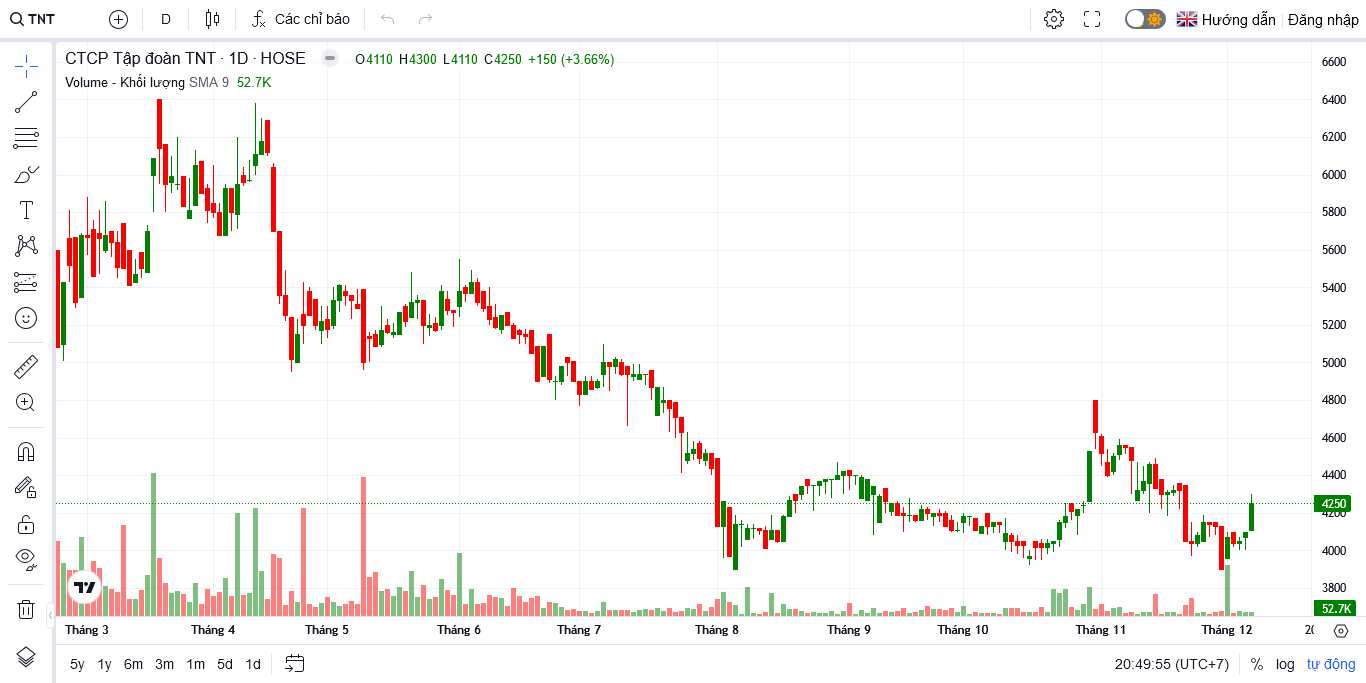 TNT D Các chỉ báo Hướng dẫn Đăng nhập
CTCP Tập đoàn TNT · 1D · HOSE O4110 H4300 L4110 C4250 +150 (+3.66%)
Volume - Khối lượng SMA 9 52.7K
6600
6400
6200
6000
5800
5600
5400
5200
5000
4800
4600
4400
4250
4200
4000
3800
52.7K
Tháng 3 Tháng 4 Tháng 5 Tháng 6 Tháng 7 Tháng 8 Tháng 9 Tháng 10 Tháng 11 Tháng 12
5y 1y 6m 3m 1m 5d 1d 20:49:55 (UTC+7) % log tự động